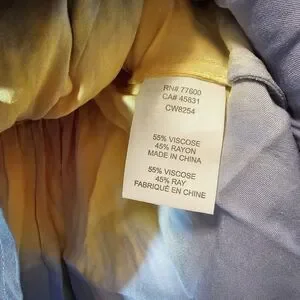 RN# 77600
CA# 45831
CW8254
55% VISCOSE
45% RAYON
MADE IN CHINA
55% VISCOSE
45% RAY
FABRIQUÉ EN CHINE